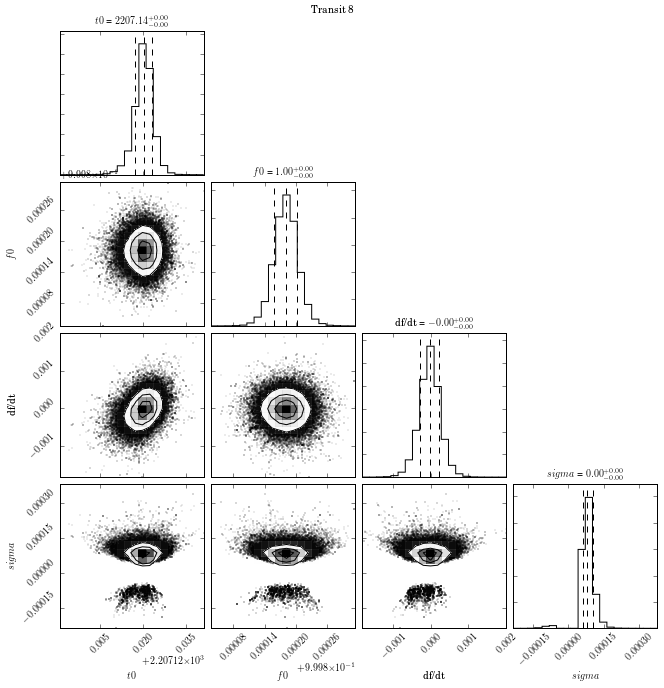 Transit 8
t0 = 2207.14 +0.00 −0.00
f0 = 1.00 +0.00 −0.00
0.00026
0.00020
0.00014
0.00008
f0
df/dt = −0.00 +0.00 −0.00
0.002
0.001
0.000
−0.001
df/dt
sigma = 0.00 +0.00 −0.00
0.00030
0.00015
0.00000
−0.00015
sigma
0.005 0.020 0.035
+2.20712×10³
t0
0.00008 0.00014 0.00020 0.00026
+9.998×10⁻¹
f0
−0.001 0.000 0.001 0.002
df/dt
−0.00015 0.00000 0.00015 0.00030
sigma